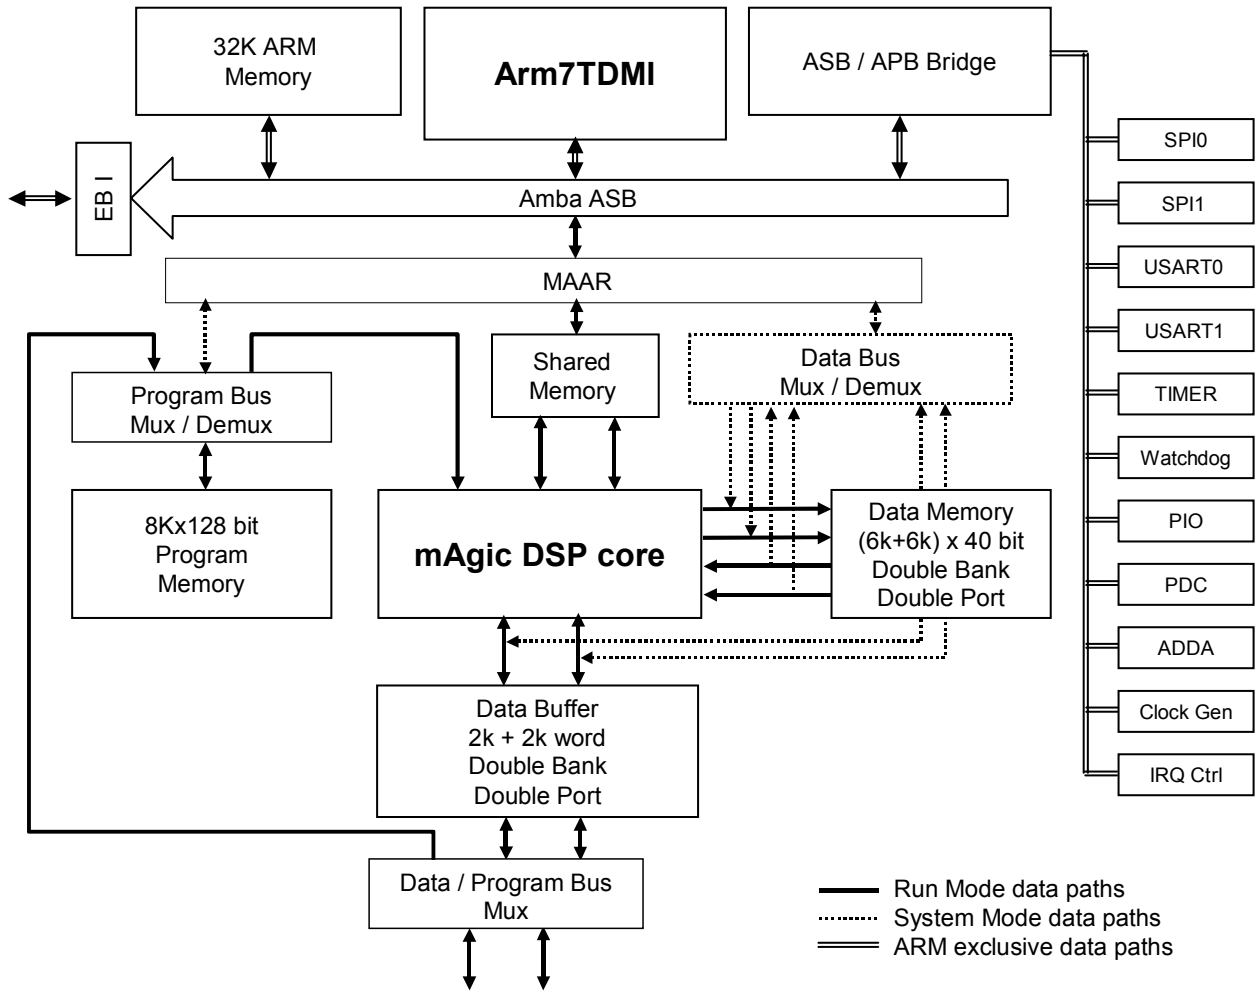 32K ARM
Memory
Arm7TDMI
ASB / APB Bridge
SPI0
EB I
Amba ASB
SPI1
USART0
MAAR
USART1
Shared
Memory
Data Bus
Mux / Demux
Program Bus
Mux / Demux
TIMER
Watchdog
8Kx128 bit
Program
Memory
mAgic DSP core
Data Memory
(6k+6k) x 40 bit
Double Bank
Double Port
PIO
PDC
ADDA
Data Buffer
2k + 2k word
Double Bank
Double Port
Clock Gen
IRQ Ctrl
Data / Program Bus
Mux
Run Mode data paths
System Mode data paths
ARM exclusive data paths